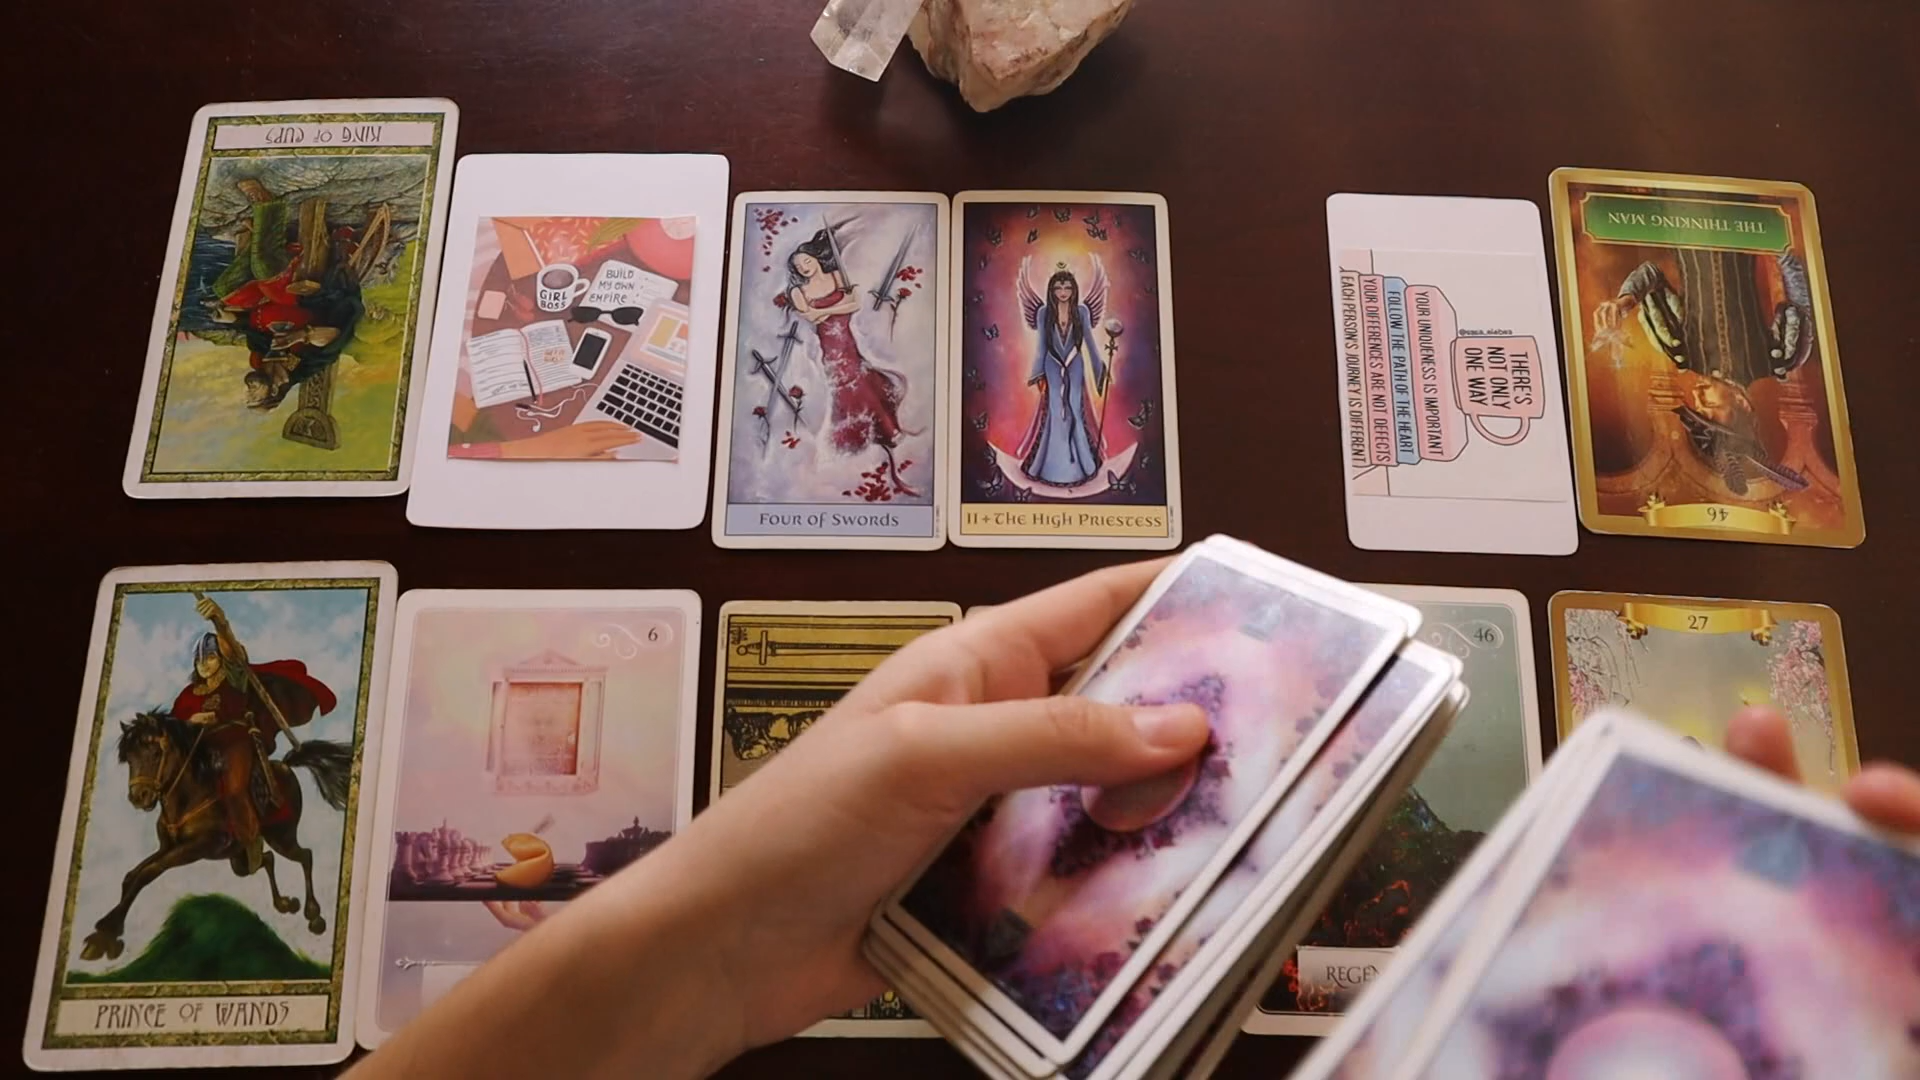 KING OF CUPS
GIRL
BOSS
BUILD
MY OWN
EMPIRE
FOUR OF SWORDS
II + THE HIGH PRIESTESS
@sasa_elebea
THERE'S
NOT ONLY
ONE WAY
YOUR UNIQUENESS IS IMPORTANT
FOLLOW THE PATH OF THE HEART
YOUR DIFFERENCES ARE NOT DEFECTS
EACH PERSON'S JOURNEY IS DIFFERENT
THE THINKING MAN
46
PRINCE OF WANDS
6
46
REGEN
27